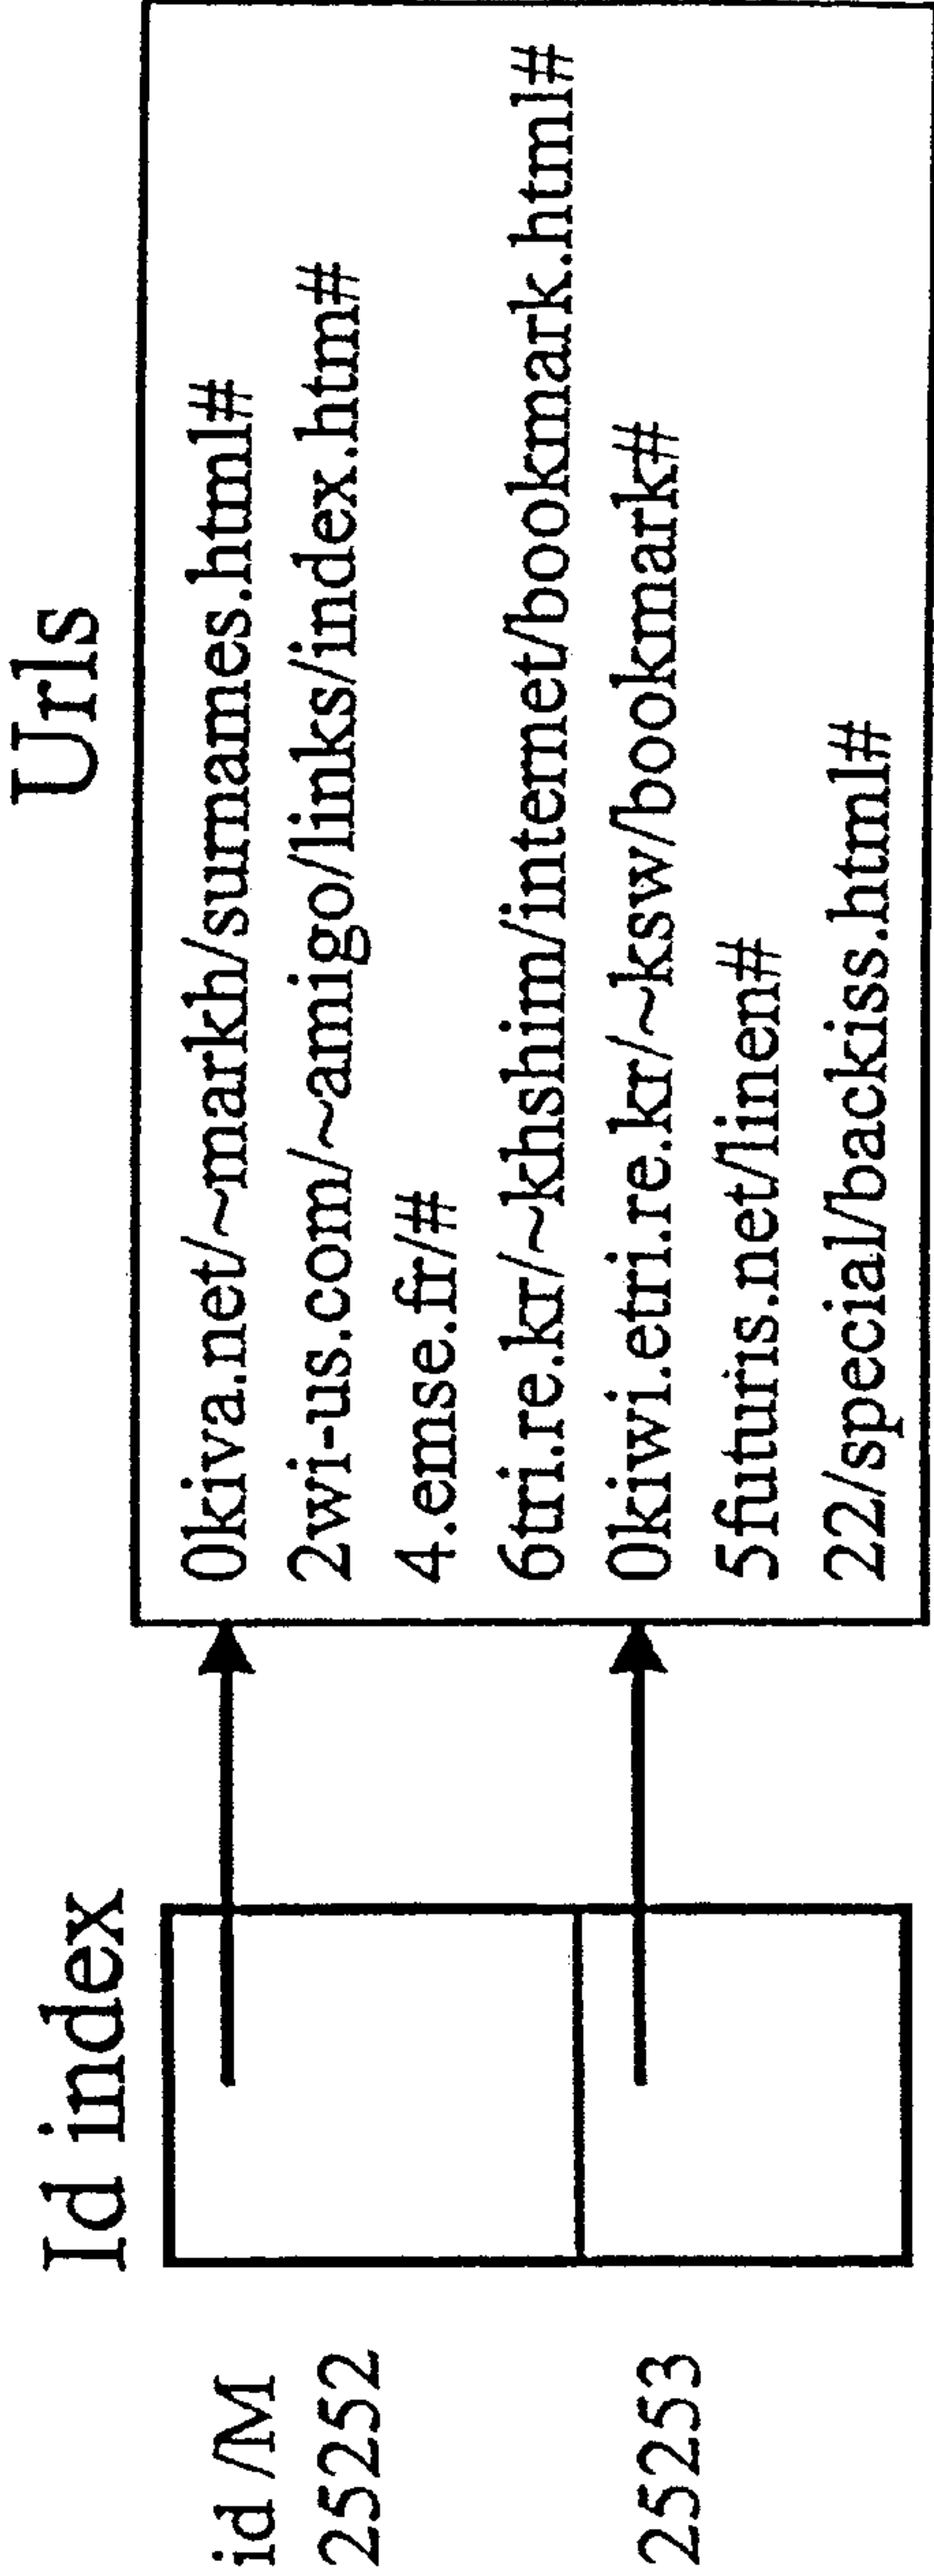 Id index
Urls
id /M
25252
25253
0kiva.net/~markh/surnames.html#
2wi-us.com/~amigo/links/index.htm#
4.emse.fr/#
6tri.re.kr/~khshim/internet/bookmark.html#
0kiwi.etri.re.kr/~ksw/bookmark#
5futuris.net/linen#
22/special/backiss.html#